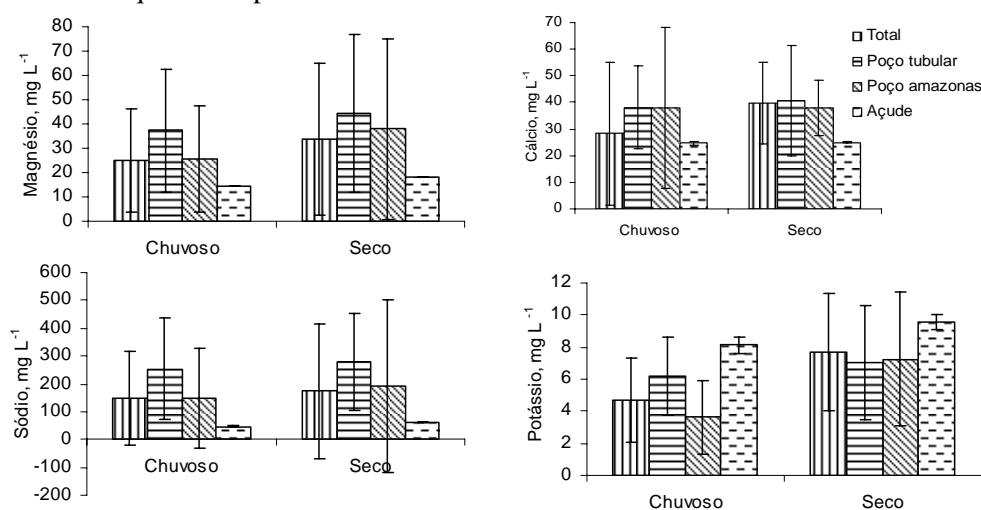 80
70
60
50
40
30
20
10
0
Magnésio, mg L-1
Chuvoso Seco
70
60
50
40
30
20
10
0
Cálcio, mg L-1
Total
Poço tubular
Poço amazonas
Açude
Chuvoso Seco
600
500
400
300
200
100
0
-100
-200
Sódio, mg L-1
Chuvoso Seco
12
10
8
6
4
2
0
Potássio, mg L-1
Chuvoso Seco